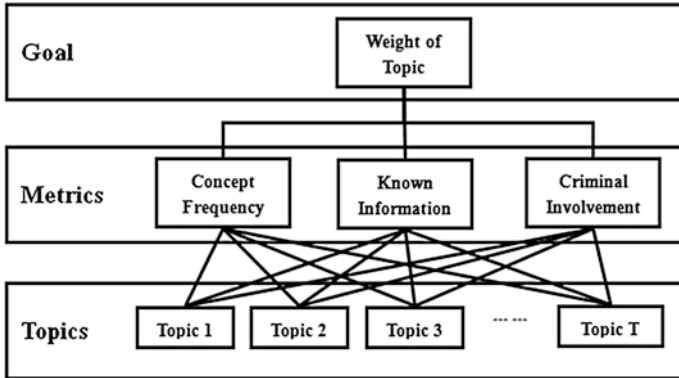 Goal
Weight of
Topic
Metrics
Concept
Frequency
Known
Information
Criminal
Involvement
Topics
Topic 1
Topic 2
Topic 3
--- ---
Topic T